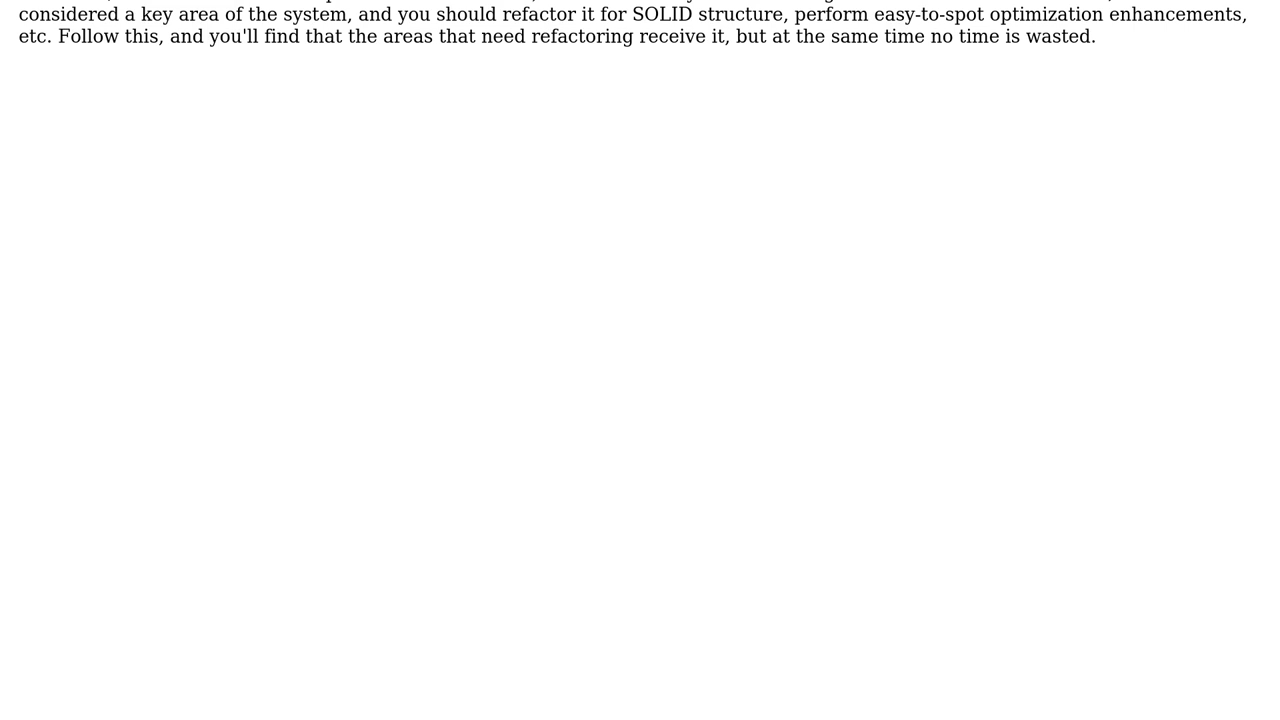 considered a key area of the system, and you should refactor it for SOLID structure, perform easy-to-spot optimization enhancements,
etc. Follow this, and you'll find that the areas that need refactoring receive it, but at the same time no time is wasted.